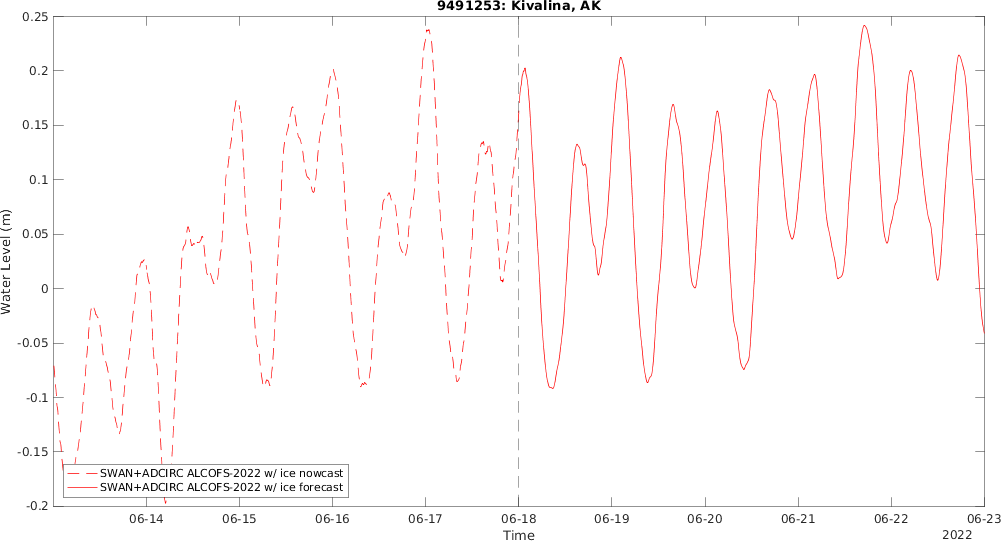 9491253: Kivalina, AK
0.25
0.2
0.15
0.1
0.05
0
-0.05
-0.1
-0.15
-0.2
Water Level (m)
SWAN+ADCIRC ALCOFS-2022 w/ ice nowcast
SWAN+ADCIRC ALCOFS-2022 w/ ice forecast
06-14 06-15 06-16 06-17 06-18 06-19 06-20 06-21 06-22 06-23
Time
2022